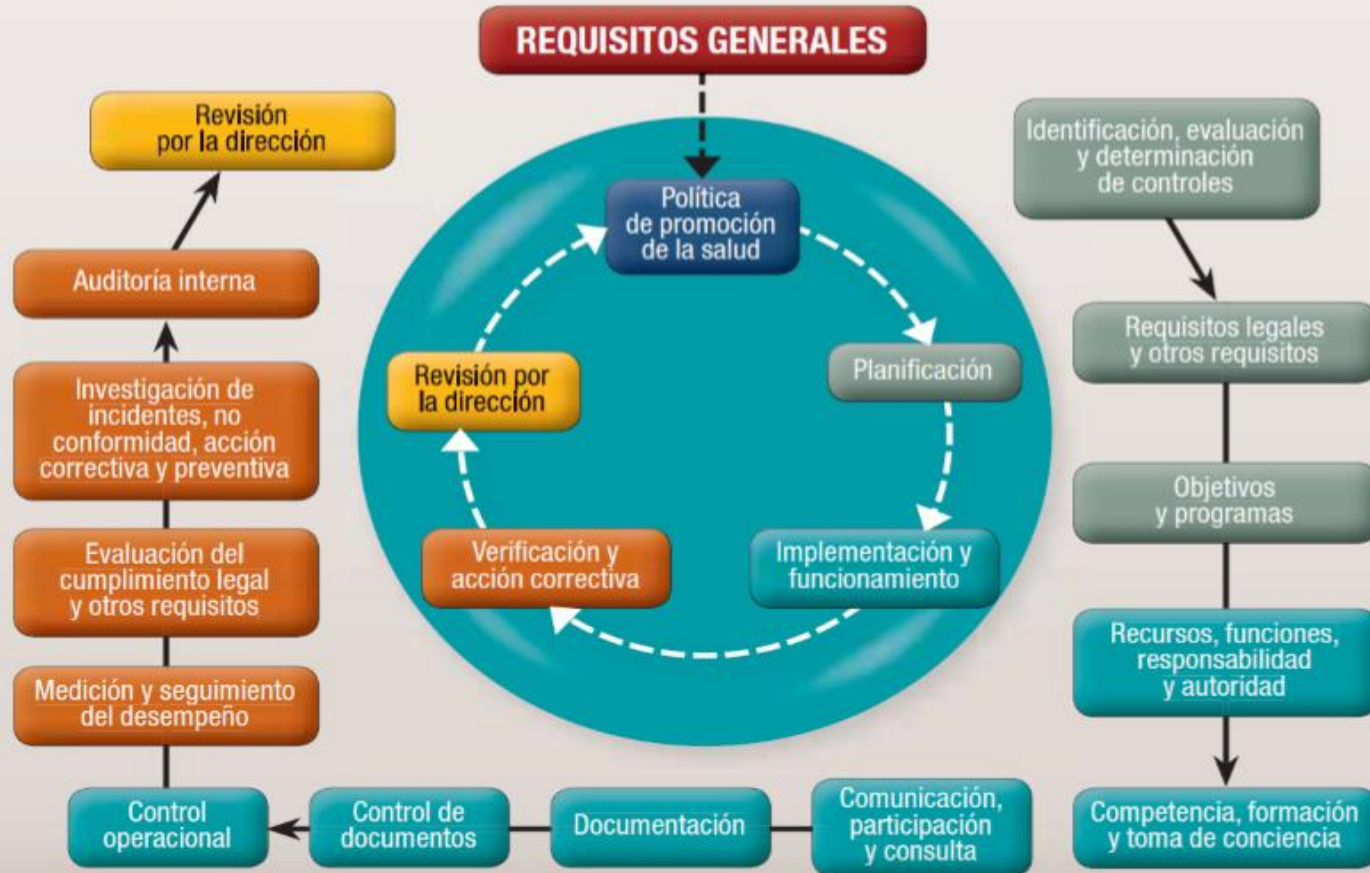 REQUISITOS GENERALES
Revisión
por la dirección
Auditoría interna
Investigación de
incidentes, no
conformidad, acción
correctiva y preventiva
Evaluación del
cumplimiento legal
y otros requisitos
Medición y seguimiento
del desempeño
Control
operacional
Control de
documentos
Documentación
Comunicación,
participación
y consulta
Política
de promoción
de la salud
Planificación
Implementación y
funcionamiento
Verificación y
acción correctiva
Revisión por
la dirección
Identificación, evaluación
y determinación
de controles
Requisitos legales
y otros requisitos
Objetivos
y programas
Recursos, funciones,
responsabilidad
y autoridad
Competencia, formación
y toma de conciencia